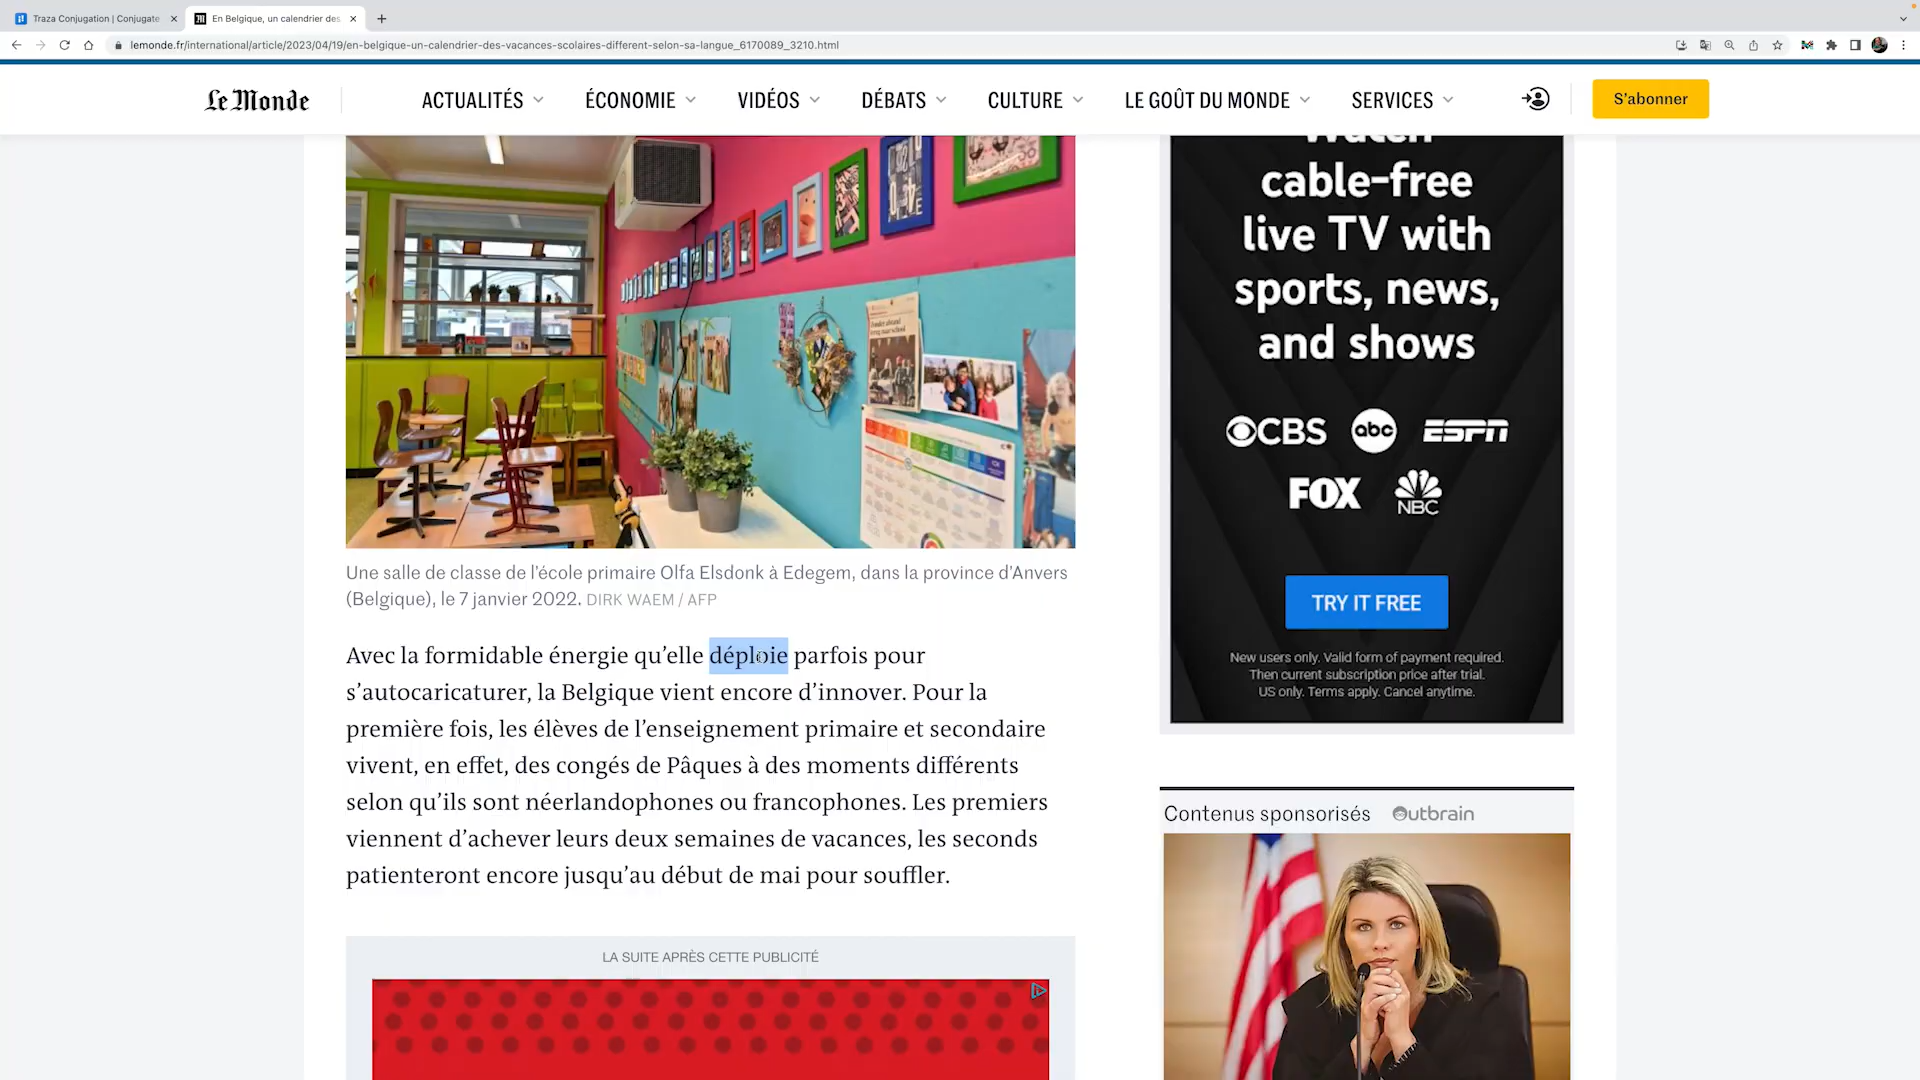 Traza Conjugation | Conjugate
En Belgique, un calendrier des
lemonde.fr/international/article/2023/04/19/en-belgique-un-calendrier-des-vacances-scolaires-different-selon-sa-langue_6170089_3210.html
Le Monde
ACTUALITÉS
ÉCONOMIE
VIDÉOS
DÉBATS
CULTURE
LE GOÛT DU MONDE
SERVICES
S'abonner
Une salle de classe de l'école primaire Olfa Elsdonk à Edegem, dans la province d'Anvers
(Belgique), le 7 janvier 2022. DIRK WAEM / AFP
Avec la formidable énergie qu'elle déploie parfois pour
s'autocaricaturer, la Belgique vient encore d'innover. Pour la
première fois, les élèves de l'enseignement primaire et secondaire
vivent, en effet, des congés de Pâques à des moments différents
selon qu'ils sont néerlandophones ou francophones. Les premiers
viennent d'achever leurs deux semaines de vacances, les seconds
patienteront encore jusqu'au début de mai pour souffler.
LA SUITE APRÈS CETTE PUBLICITÉ
Watch
cable-free
live TV with
sports, news,
and shows
CBS abc ESPN
FOX NBC
TRY IT FREE
New users only. Valid form of payment required.
Then current subscription price after trial.
US only. Terms apply. Cancel anytime.
Contenus sponsorisés Outbrain